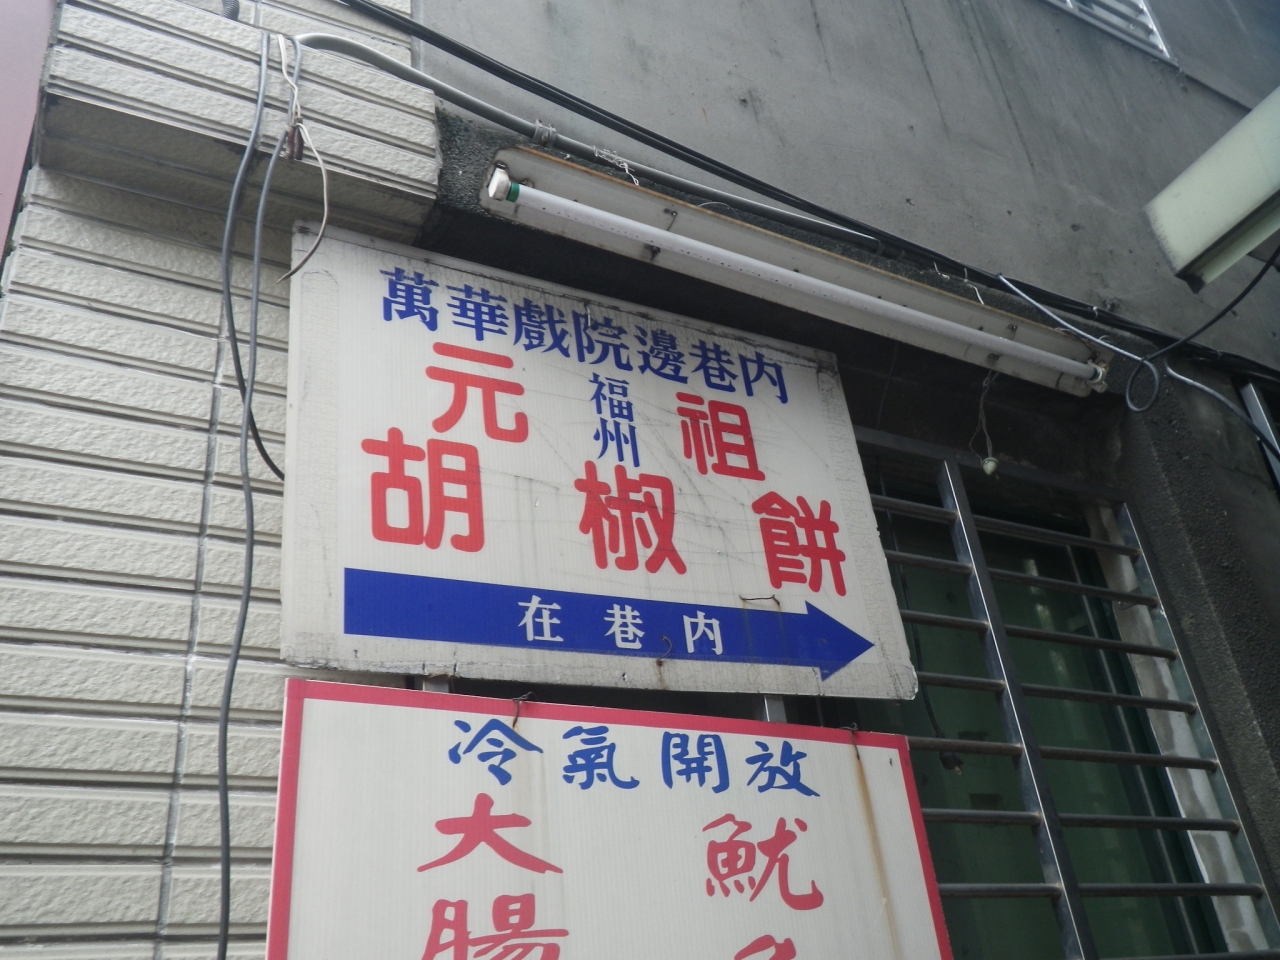 萬華戲院邊巷內
元福州祖
胡椒餅
在巷內
冷氣開放
大 魷
腸